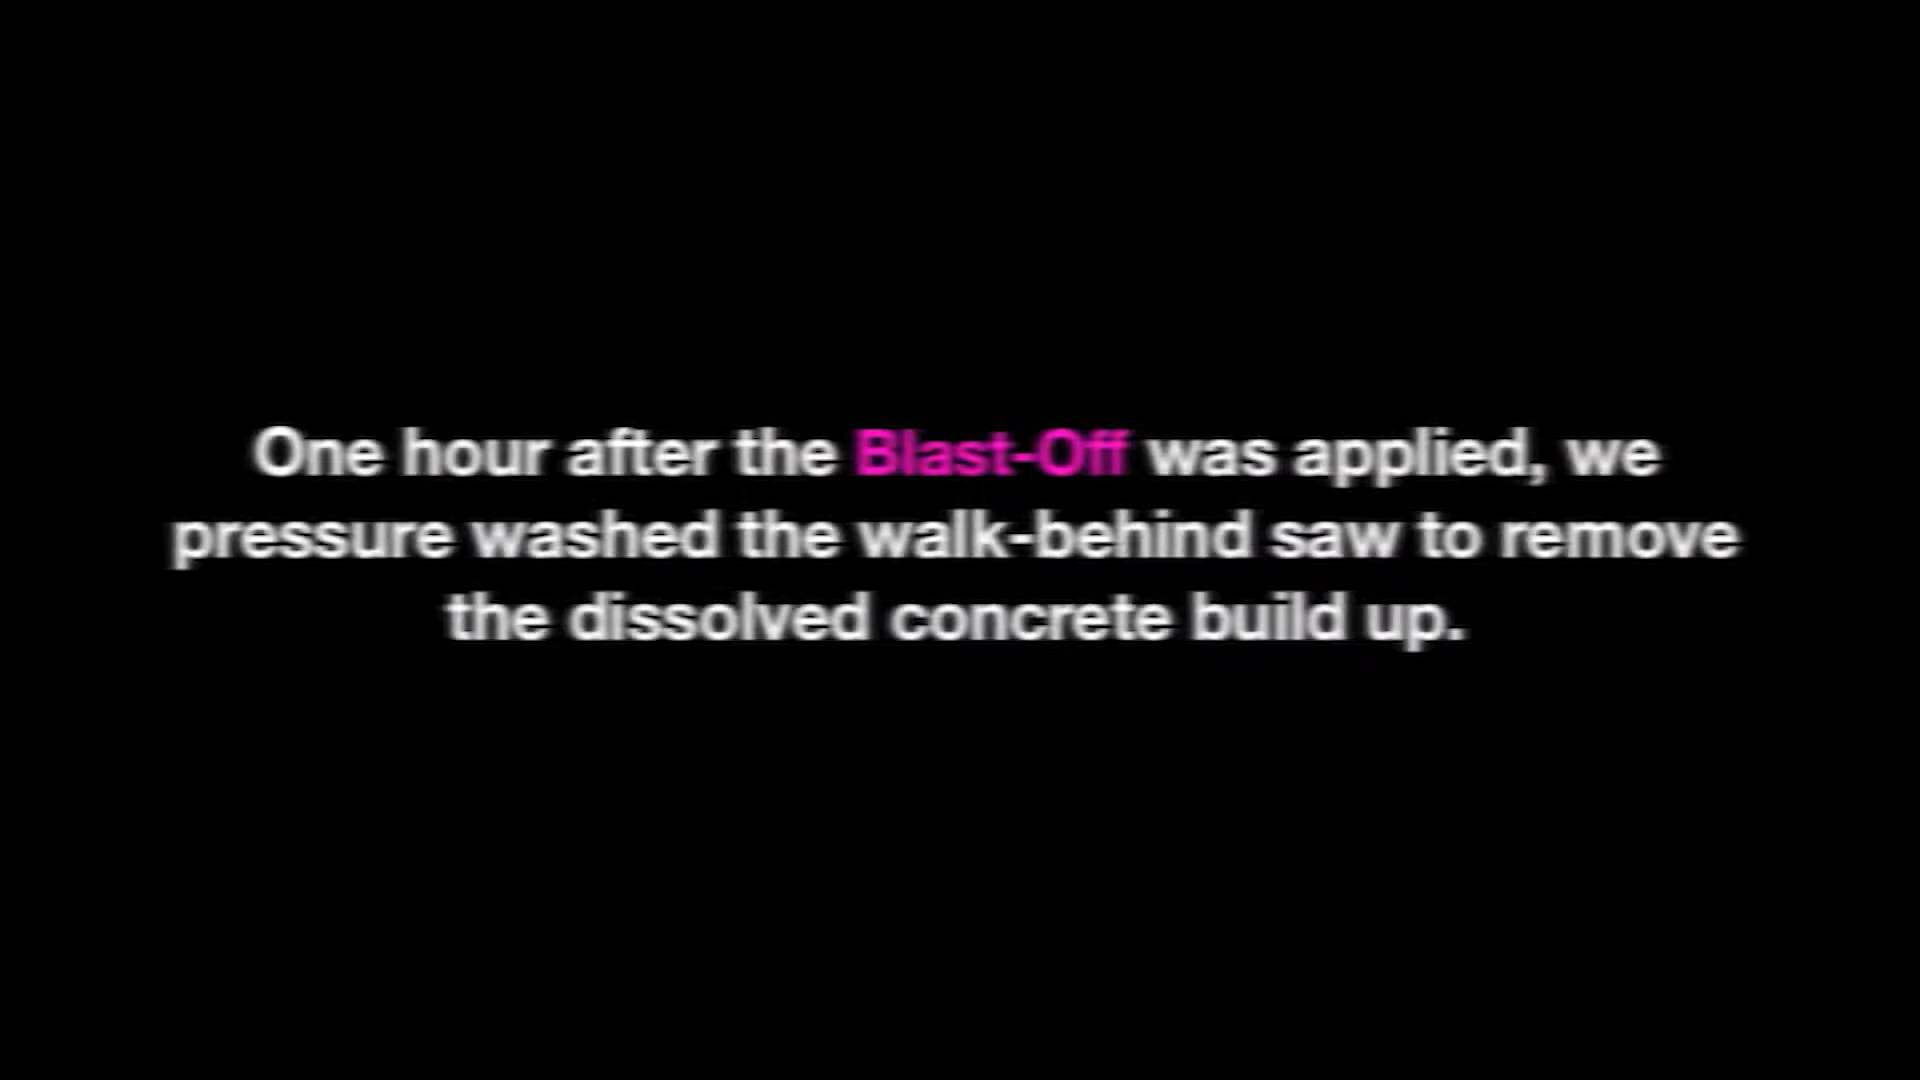 One hour after the Blast-Off was applied, we
pressure washed the walk-behind saw to remove
the dissolved concrete build up.